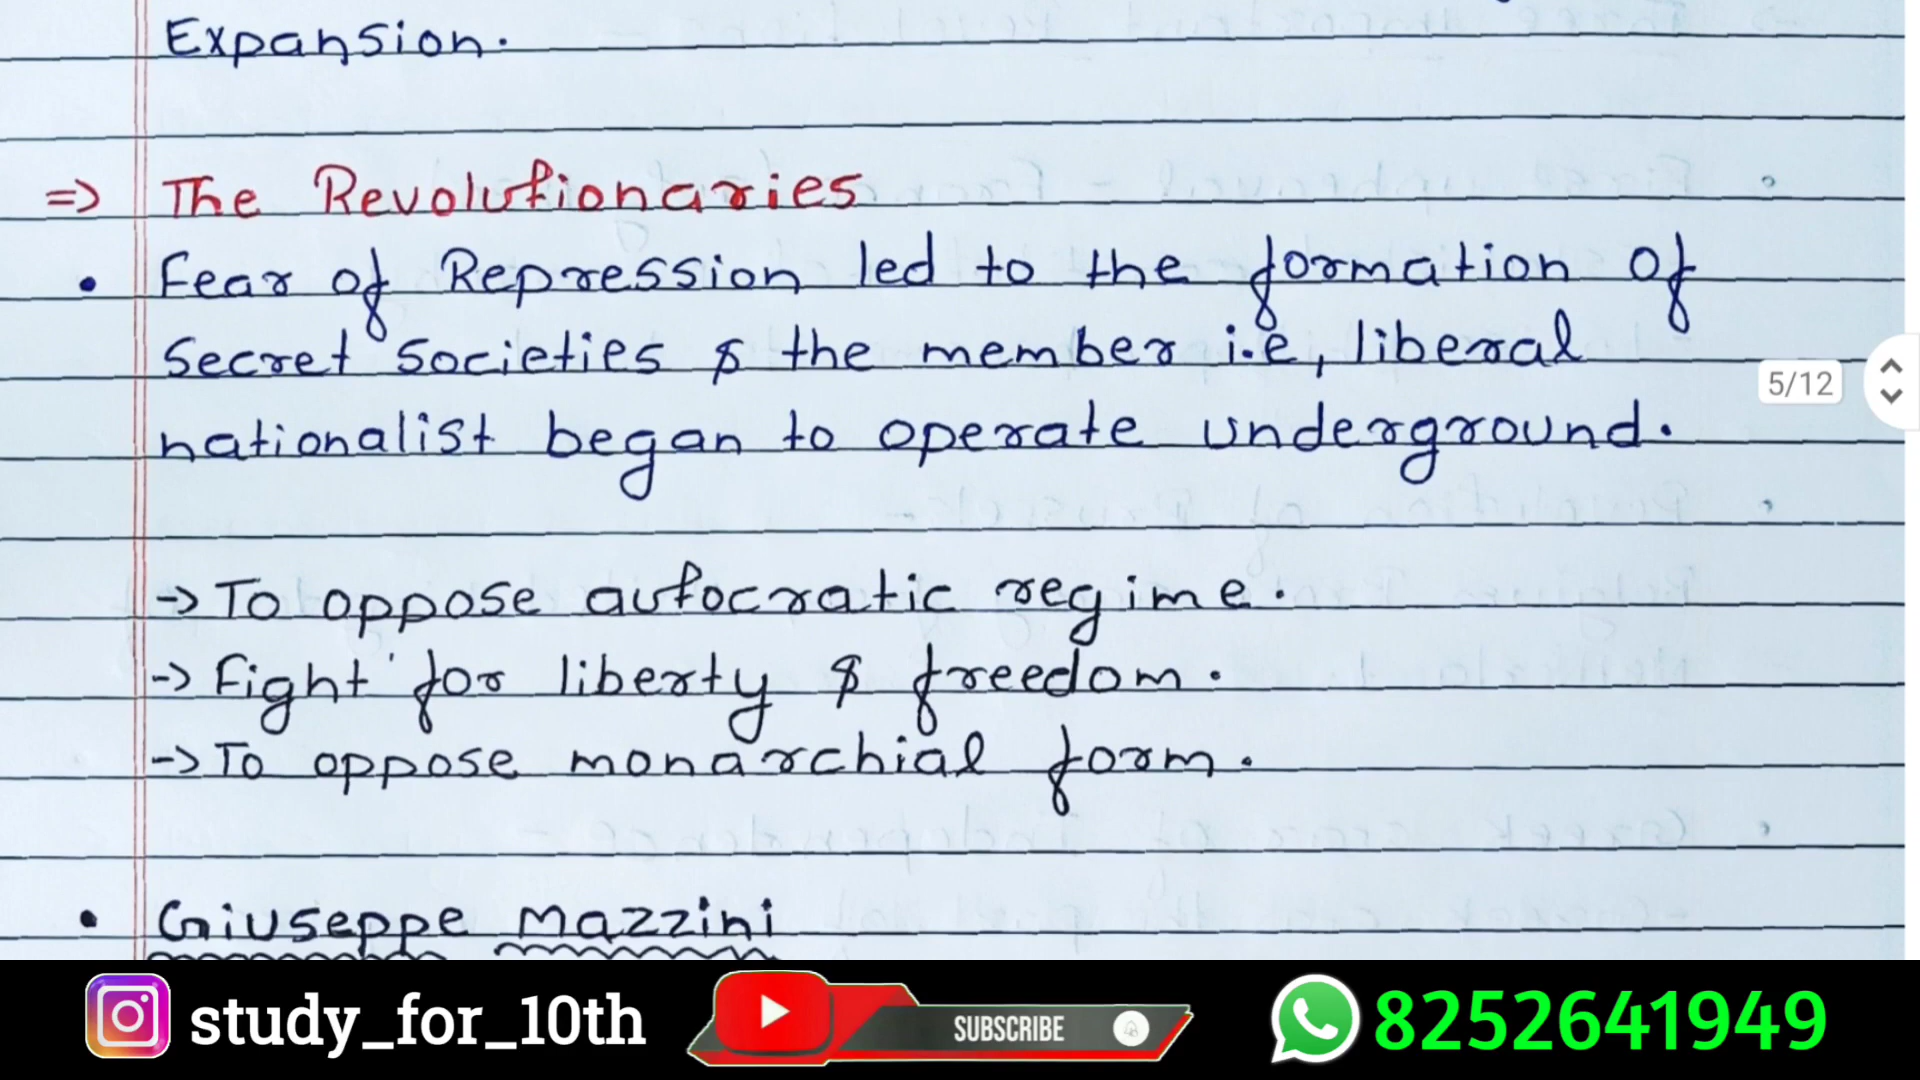 Expansion.
=> The Revolutionaries
• Fear of Repression led to the formation of
Secret Societies & the member i.e, liberal
nationalist began to operate underground.
5/12
-> To oppose autocratic regime.
-> Fight for liberty & freedom.
-> To oppose monarchial form.
• Giuseppe Mazzini
study_for_10th
SUBSCRIBE
8252641949